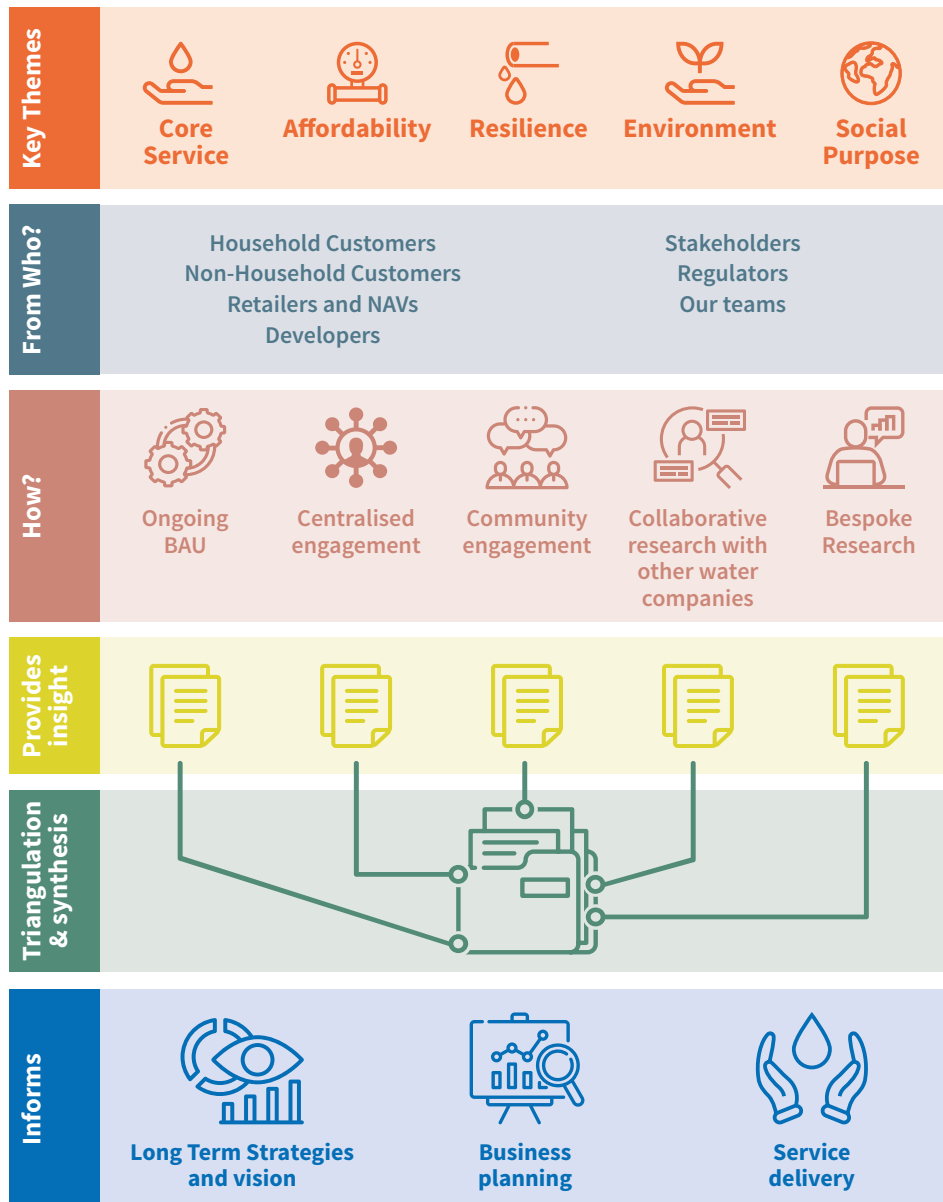 Key Themes
Core
Service
Affordability
Resilience
Environment
Social
Purpose
From Who?
Household Customers
Non-Household Customers
Retailers and NAVs
Developers
Stakeholders
Regulators
Our teams
How?
Ongoing
BAU
Centralised
engagement
Community
engagement
Collaborative
research with
other water
companies
Bespoke
Research
Provides
insight
Triangulation
& synthesis
Informs
Long Term Strategies
and vision
Business
planning
Service
delivery